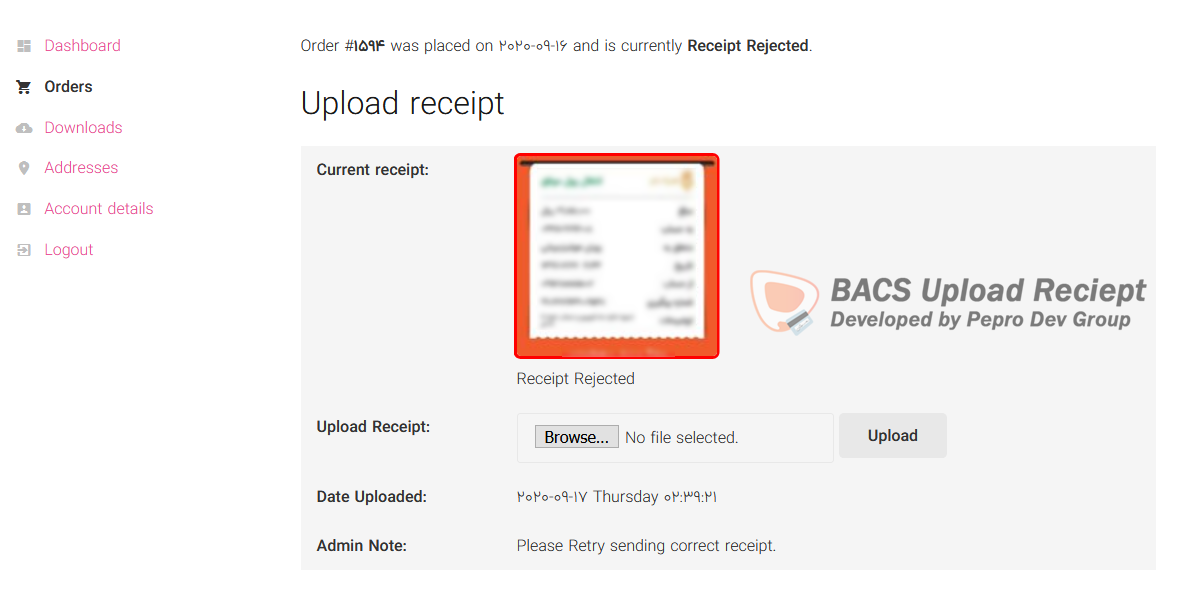 Dashboard
Orders
Downloads
Addresses
Account details
Logout
Order #۱۵۹۴ was placed on ۲۰۲۰-۰۹-۱۶ and is currently Receipt Rejected.
Upload receipt
Current receipt:
BACS Upload Reciept
Developed by Pepro Dev Group
Receipt Rejected
Upload Receipt:
Browse... No file selected.
Upload
Date Uploaded:
۲۰۲۰-۰۹-۱۷ Thursday ۰۲:۳۹:۲۱
Admin Note:
Please Retry sending correct receipt.